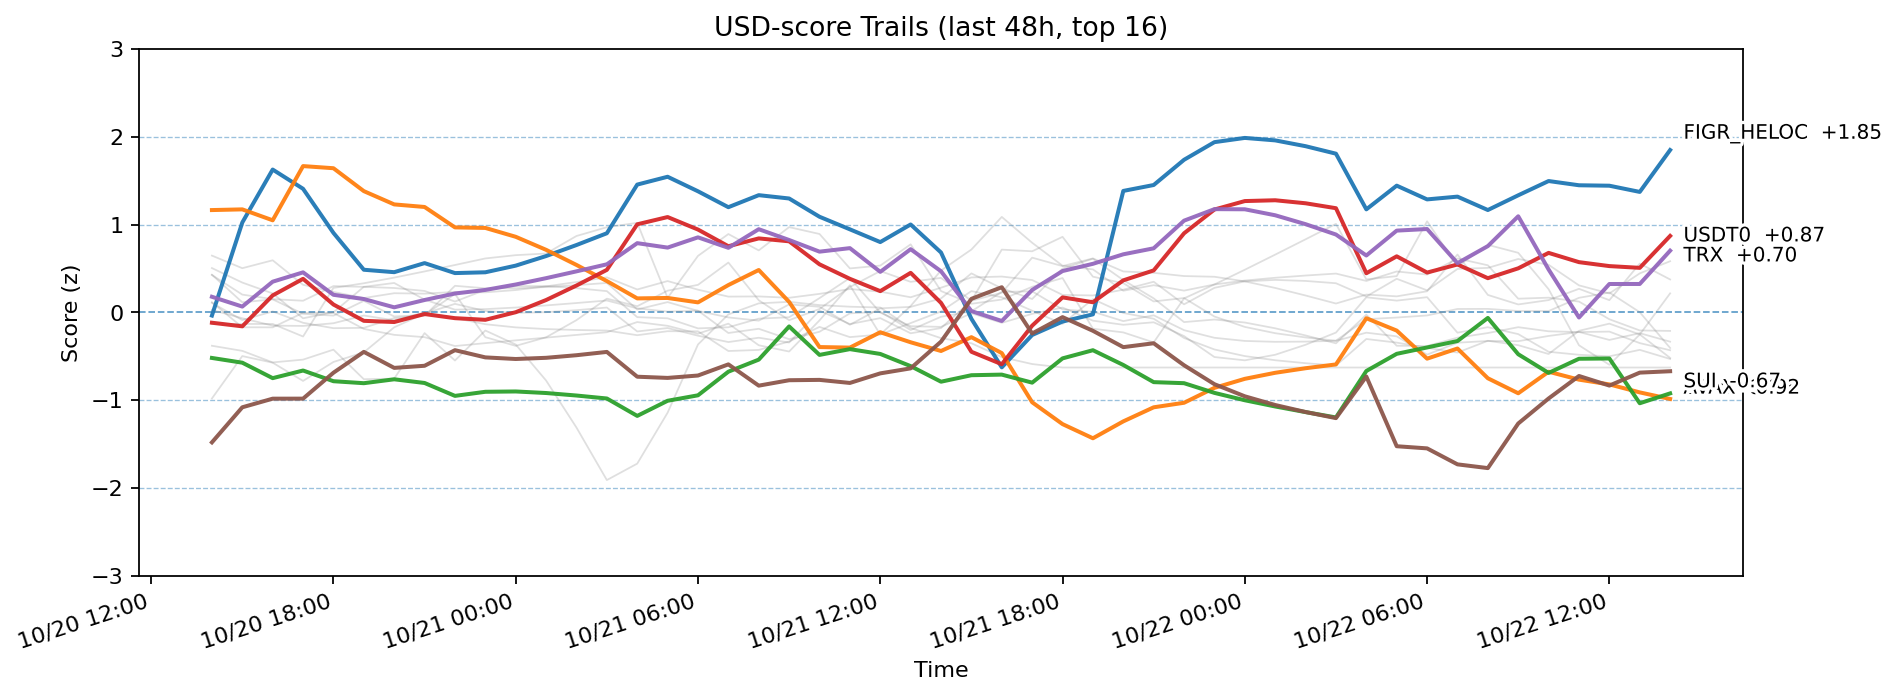 USD-score Trails (last 48h, top 16)
3
2
1
0
−1
−2
−3
Score (z)
FIGR_HELOC +1.85
USDT0 +0.87
TRX +0.70
SUI -0.67
10/20 12:00
10/20 18:00
10/21 00:00
10/21 06:00
10/21 12:00
10/21 18:00
10/22 00:00
10/22 06:00
10/22 12:00
Time